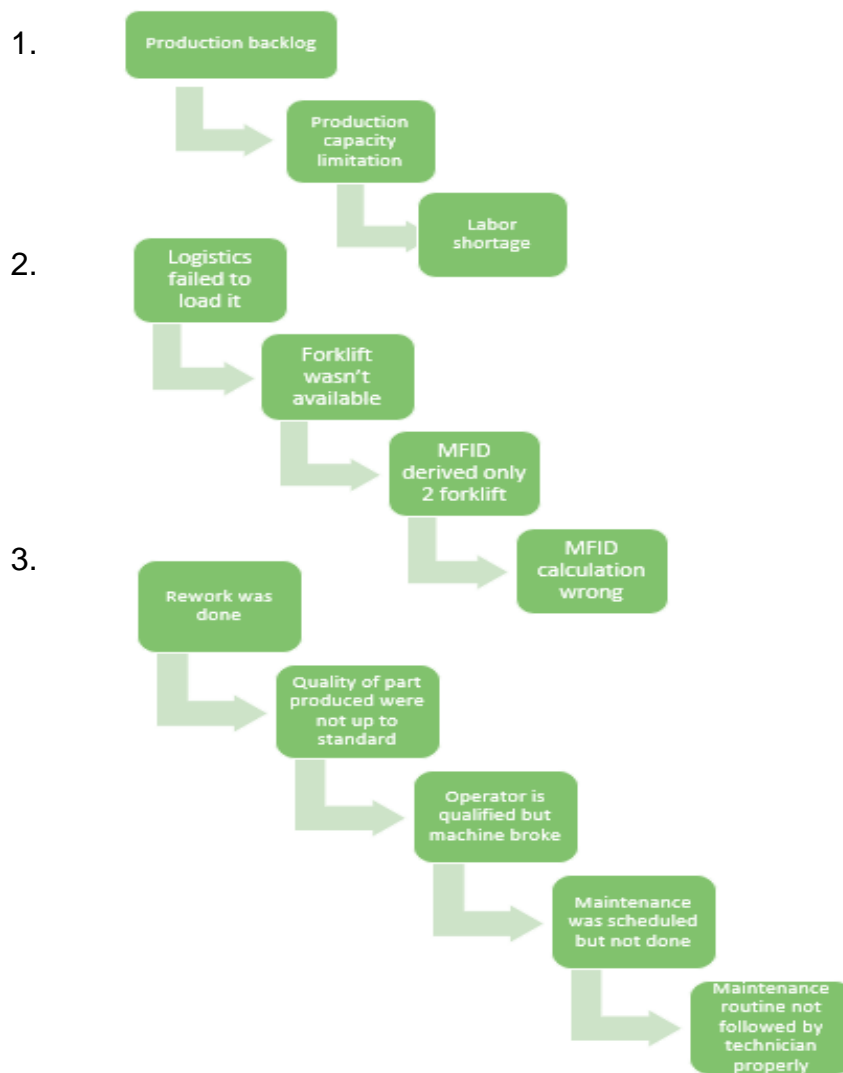 1.
Production backlog
Production
capacity
limitation
Labor
shortage
2.
Logistics
failed to
load it
Forklift
wasn't
available
MFID
derived only
2 forklift
MFID
calculation
wrong
3.
Rework was
done
Quality of part
produced were
not up to
standard
Operator is
qualified but
machine broke
Maintenance
was scheduled
but not done
Maintenance
routine not
followed by
technician
properly